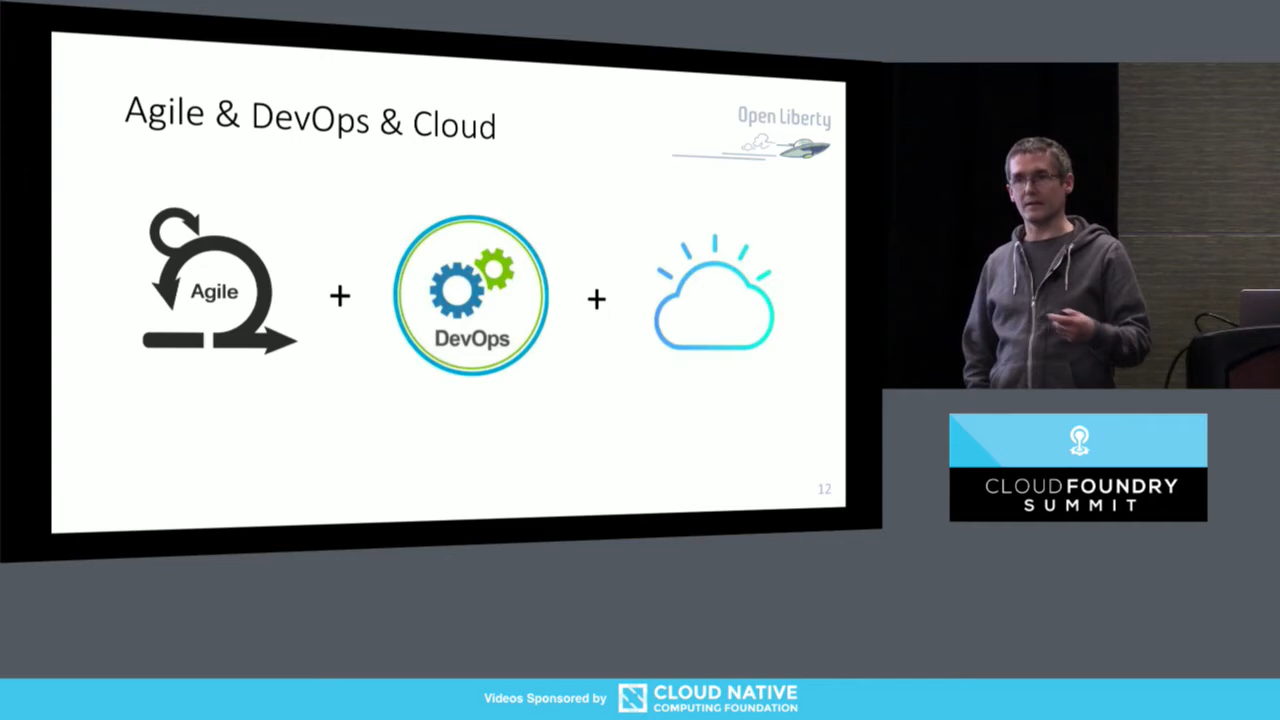 Agile & DevOps & Cloud
Open Liberty
Agile
+
DevOps
+
12
CLOUD FOUNDRY
SUMMIT
Videos Sponsored by
CLOUD NATIVE
COMPUTING FOUNDATION